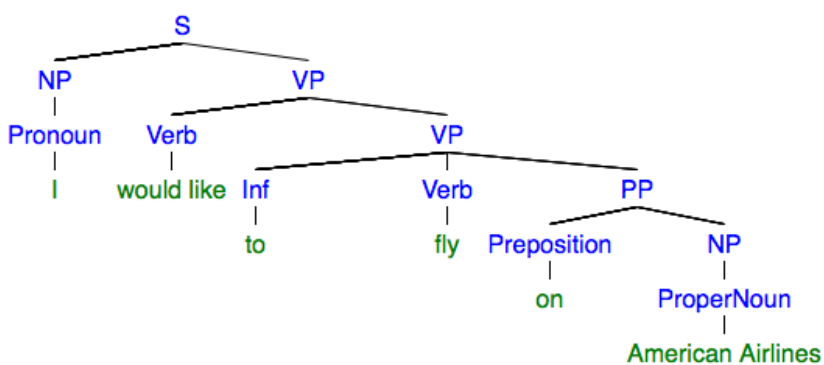 S
NP VP
Pronoun Verb VP
I would like Inf Verb PP
to fly Preposition NP
on ProperNoun
American Airlines